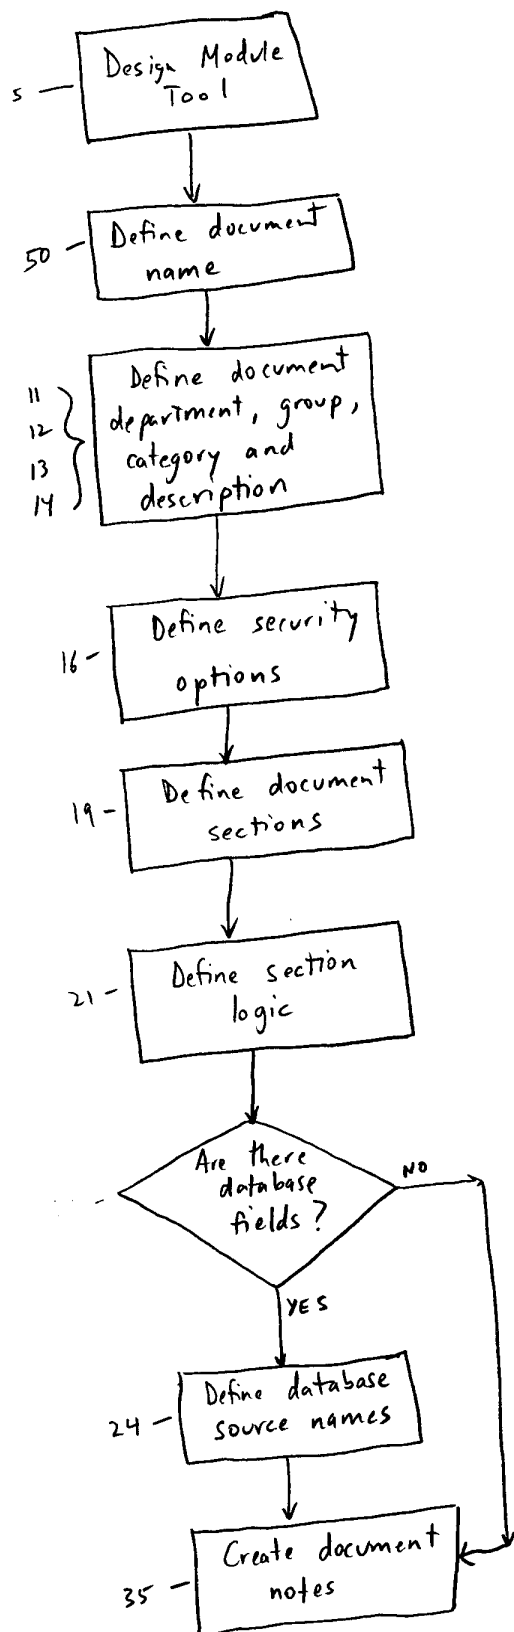 Design Module
Tool
5
Define document
name
50
Define document
department, group,
category and
description
11
12
13
14
Define security
options
16
Define document
sections
19
Define section
logic
21
Are there
database
fields?
NO
YES
Define database
source names
24
Create document
notes
35